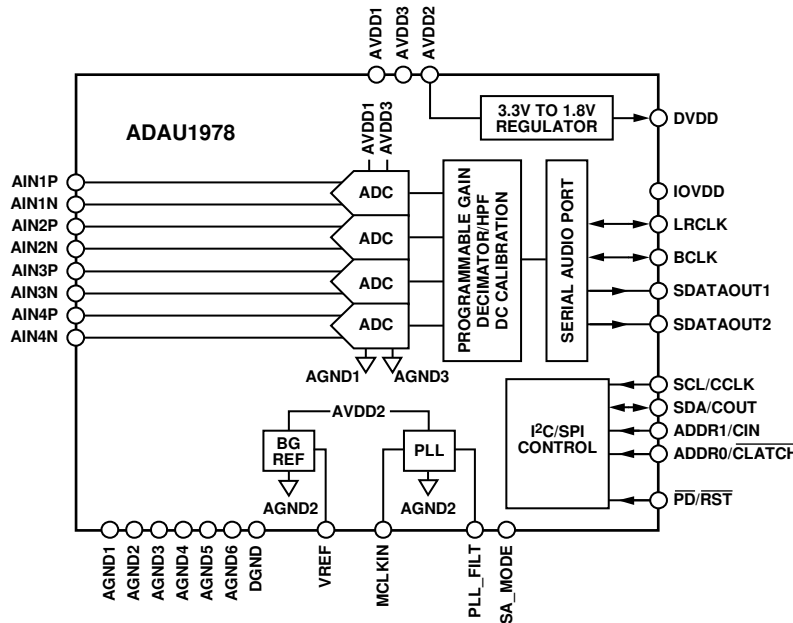 AVDD1
AVDD3
AVDD2
ADAU1978
AVDD1
AVDD3
3.3V TO 1.8V
REGULATOR
DVDD
IOVDD
LRCLK
BCLK
SDATAOUT1
SDATAOUT2
AIN1P
AIN1N
AIN2P
AIN2N
AIN3P
AIN3N
AIN4P
AIN4N
ADC
ADC
ADC
ADC
PROGRAMMABLE GAIN
DECIMATOR/HPF
DC CALIBRATION
SERIAL AUDIO PORT
AGND1
AGND3
SCL/CCLK
SDA/COUT
ADDR1/CIN
ADDR0/CLATCH
PD/RST
I²C/SPI
CONTROL
AVDD2
BG
REF
PLL
AGND2
AGND2
AGND1
AGND2
AGND3
AGND4
AGND5
AGND6
DGND
VREF
MCLKIN
PLL_FILT
SA_MODE